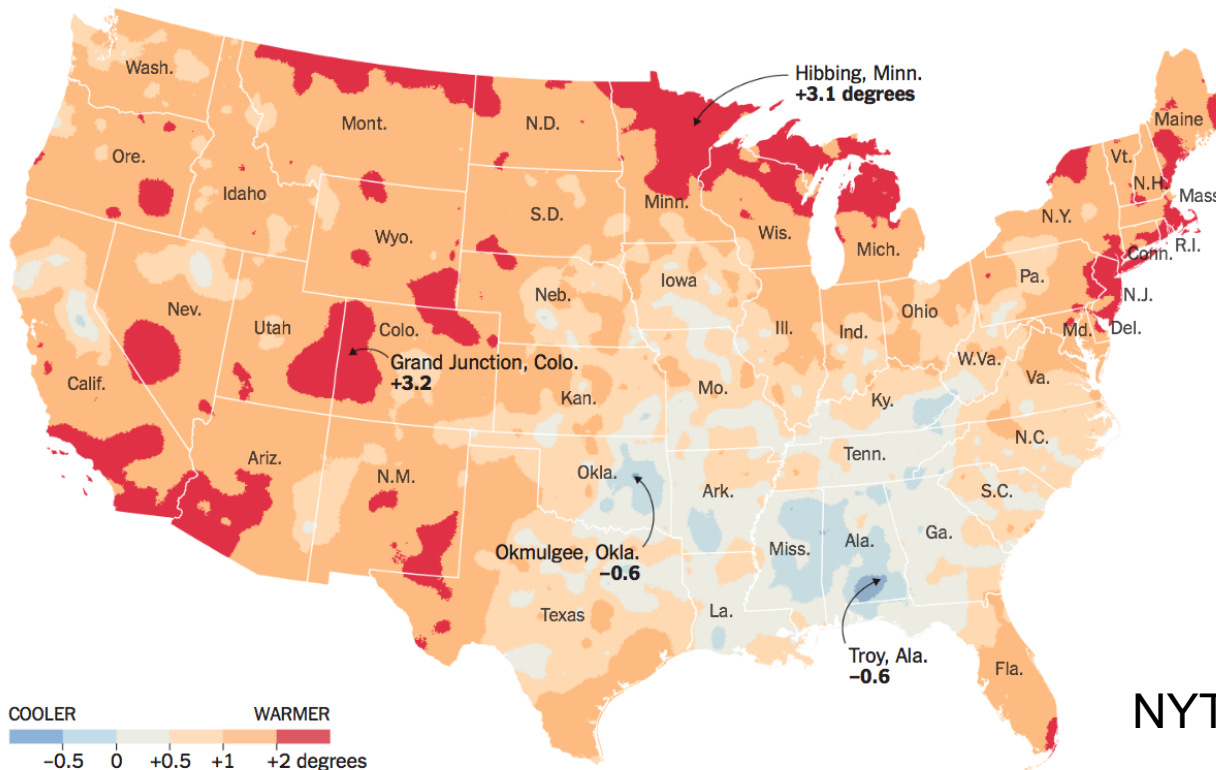 Wash.
Hibbing, Minn.
+3.1 degrees
Mont.
N.D.
Maine
Ore.
Vt.
Idaho
Minn.
N.H.
Mass
S.D.
N.Y.
Wyo.
Wis.
Mich.
Conn.
R.I.
Pa.
Iowa
Neb.
N.J.
Nev.
Ohio
Utah
Colo.
Ill.
Ind.
Md.
Del.
Grand Junction, Colo.
+3.2
W.Va.
Calif.
Mo.
Va.
Kan.
Ky.
N.C.
Ariz.
Tenn.
N.M.
Okla.
Ark.
S.C.
Ga.
Okmulgee, Okla.
−0.6
Miss.
Ala.
Texas
La.
Troy, Ala.
−0.6
Fla.
NYT
COOLER WARMER
−0.5 0 +0.5 +1 +2 degrees